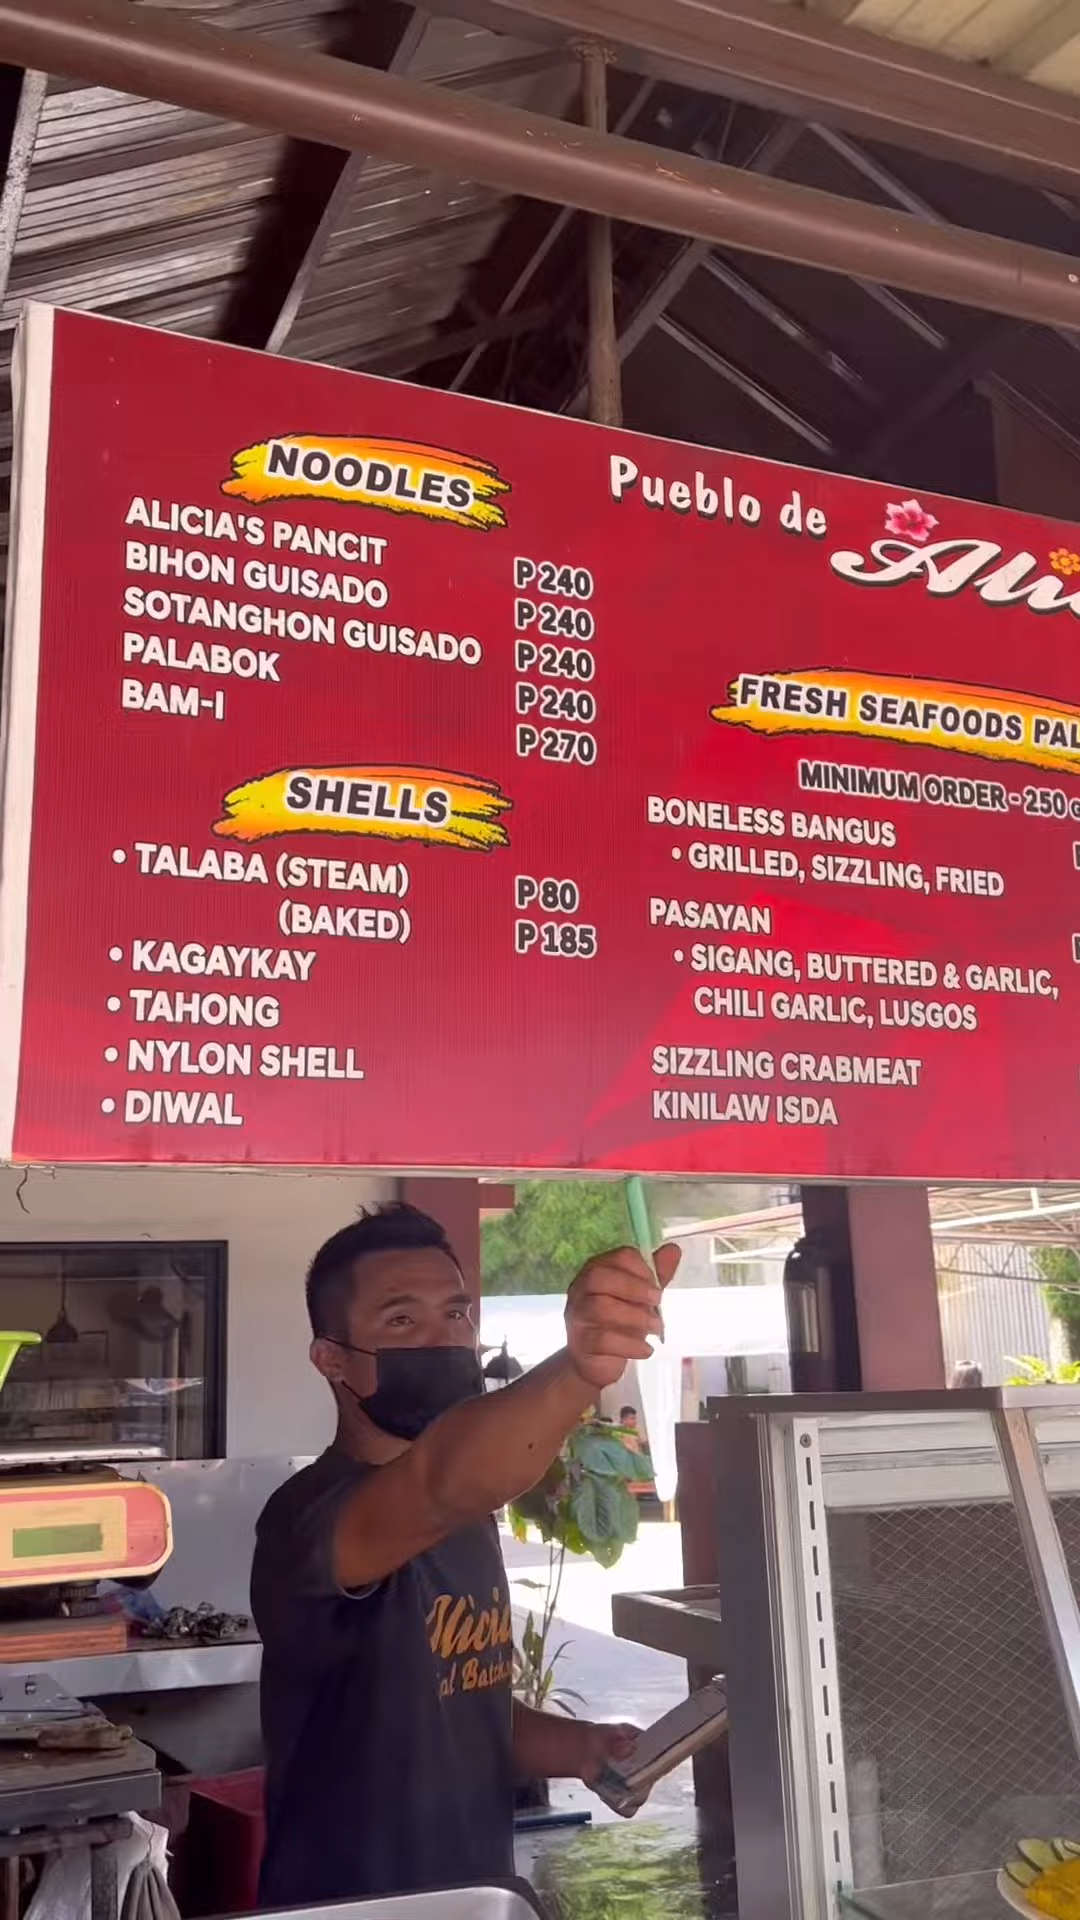 NOODLES
ALICIA'S PANCIT P240
BIHON GUISADO P240
SOTANGHON GUISADO P240
PALABOK P240
BAM-I P270
SHELLS
• TALABA (STEAM) P80
(BAKED) P185
• KAGAYKAY
• TAHONG
• NYLON SHELL
• DIWAL
Pueblo de
FRESH SEAFOODS
MINIMUM ORDER - 250
BONELESS BANGUS
• GRILLED, SIZZLING, FRIED
PASAYAN
• SIGANG, BUTTERED & GARLIC,
CHILI GARLIC, LUSGOS
SIZZLING CRABMEAT
KINILAW ISDA